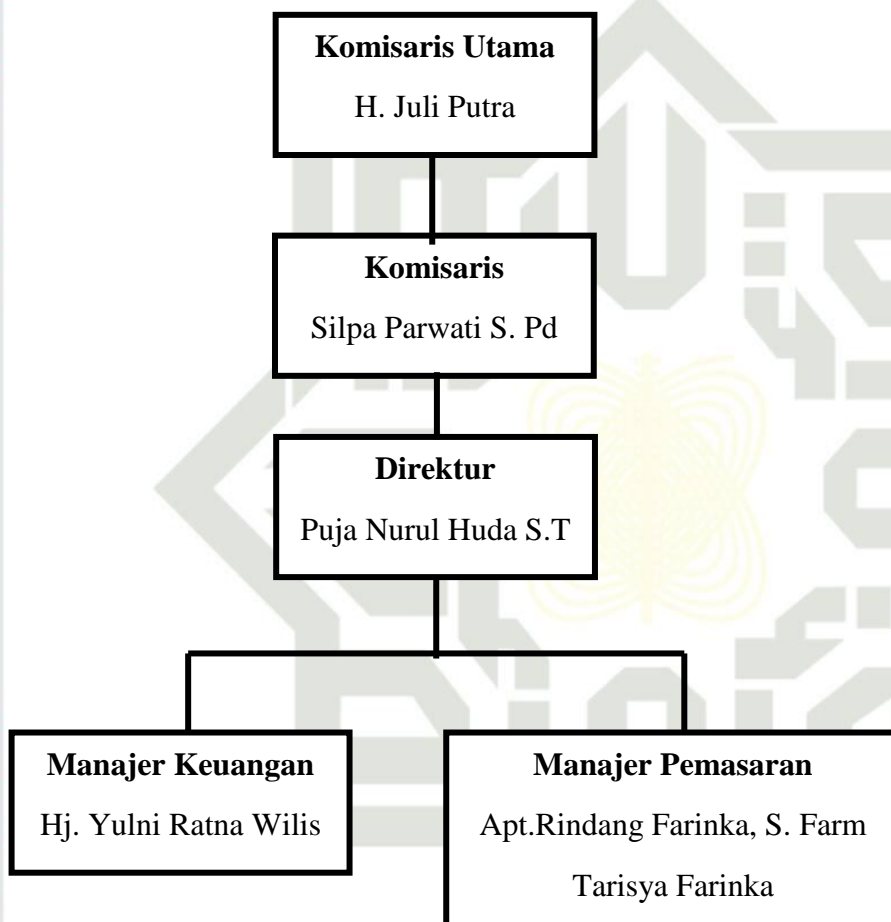 Komisaris Utama
H. Juli Putra
Komisaris
Silpa Parwati S. Pd
Direktur
Puja Nurul Huda S.T
Manajer Keuangan
Hj. Yulni Ratna Wilis
Manajer Pemasaran
Apt.Rindang Farinka, S. Farm
Tarisya Farinka